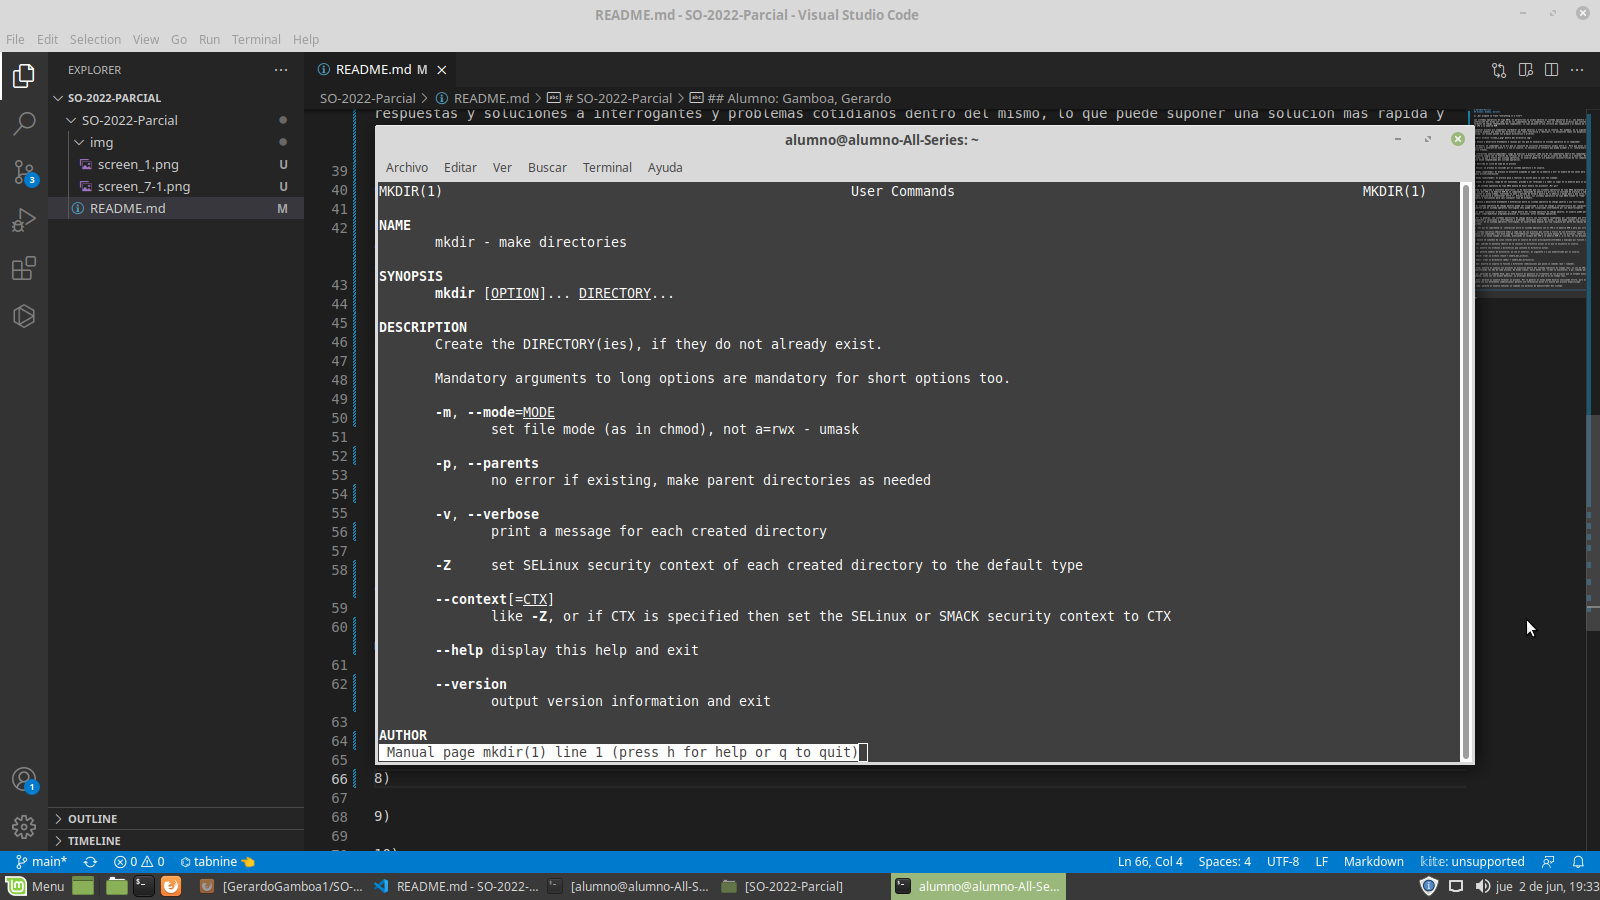 README.md - SO-2022-Parcial - Visual Studio Code
File Edit Selection View Go Run Terminal Help
EXPLORER
README.md M
SO-2022-PARCIAL
SO-2022-Parcial
img
screen_1.png U
screen_7-1.png U
README.md M
SO-2022-Parcial > README.md > # SO-2022-Parcial > ## Alumno: Gamboa, Gerardo
respuestas y soluciones a interrogantes y problemas cotidianos dentro del mismo, lo que puede suponer una solucion mas rapida y
alumno@alumno-All-Series: ~
Archivo Editar Ver Buscar Terminal Ayuda
MKDIR(1) User Commands MKDIR(1)
NAME
mkdir - make directories
SYNOPSIS
mkdir [OPTION]... DIRECTORY...
DESCRIPTION
Create the DIRECTORY(ies), if they do not already exist.
Mandatory arguments to long options are mandatory for short options too.
-m, --mode=MODE
set file mode (as in chmod), not a=rwx - umask
-p, --parents
no error if existing, make parent directories as needed
-v, --verbose
print a message for each created directory
-Z set SELinux security context of each created directory to the default type
--context[=CTX]
like -Z, or if CTX is specified then set the SELinux or SMACK security context to CTX
--help display this help and exit
--version
output version information and exit
AUTHOR
Manual page mkdir(1) line 1 (press h for help or q to quit)
39
40
41
42
43
44
45
46
47
48
49
50
51
52
53
54
55
56
57
58
59
60
61
62
63
64
65
66 8)
67
68 9)
69
3
1
OUTLINE
TIMELINE
main* 0 0 tabnine Ln 66, Col 4 Spaces: 4 UTF-8 LF Markdown kite: unsupported
Menu [GerardoGamboa1/SO-... README.md - SO-2022-... [alumno@alumno-All-S... [SO-2022-Parcial] alumno@alumno-All-Se... jue 2 de jun, 19:33